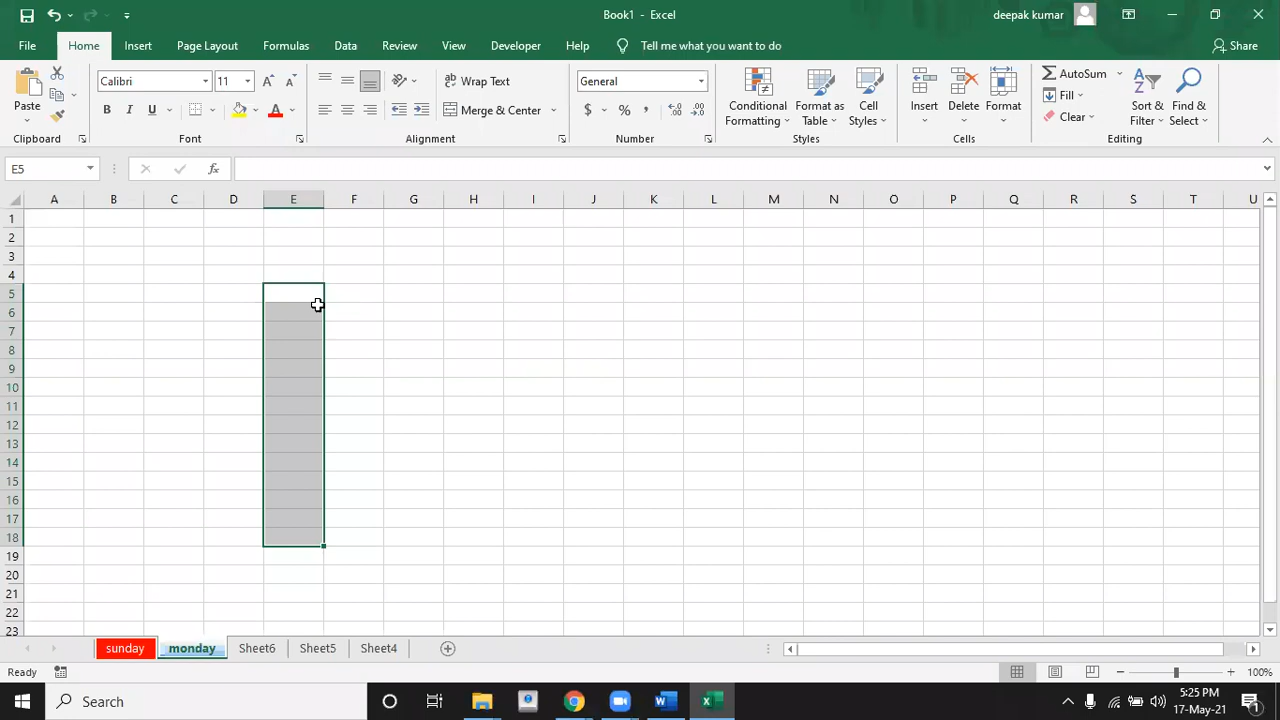 Book1 - Excel
deepak kumar
File Home Insert Page Layout Formulas Data Review View Developer Help Tell me what you want to do Share
Paste
Calibri 11
B I U A
Wrap Text
Merge & Center
General
$ % ,
Conditional Formatting
Format as Table
Cell Styles
Insert
Delete
Format
AutoSum
Fill
Clear
Sort & Filter
Find & Select
Clipboard Font Alignment Number Styles Cells Editing
E5 fx
A B C D E F G H I J K L M N O P Q R S T U
1
2
3
4
5
6
7
8
9
10
11
12
13
14
15
16
17
18
19
20
21
22
23
sunday monday Sheet6 Sheet5 Sheet4
Ready 100%
Search
5:25 PM
17-May-21